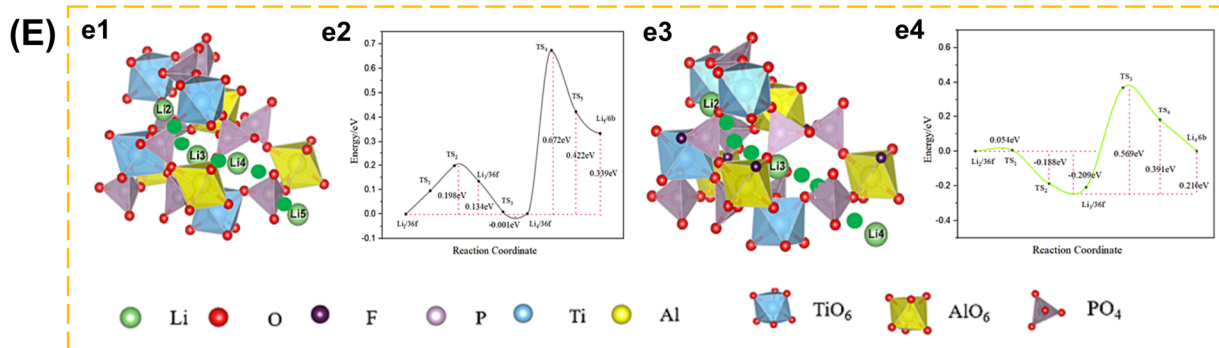 (E)
e1
Li2
Li3
Li4
Li5
e2
Energy/eV
0.7
0.6
0.5
0.4
0.3
0.2
0.1
0.0
-0.1
TS4
TS5
Li5/6b
TS2
Li3/36f
TS1
TS3
0.672eV
0.422eV
0.339eV
0.198eV
0.134eV
-0.001eV
Li2/36f
Li4/36f
Reaction Coordinate
e3
Li2
Li3
Li4
e4
Energy/eV
0.6
0.4
0.2
0.0
-0.2
-0.4
TS3
TS4
0.054eV
Li2/36f
TS1
-0.188eV
-0.209eV
TS2
Li3/36f
0.569eV
0.391eV
Li4/6b
0.210eV
Reaction Coordinate
Li
O
F
P
Ti
Al
TiO6
AlO6
PO4